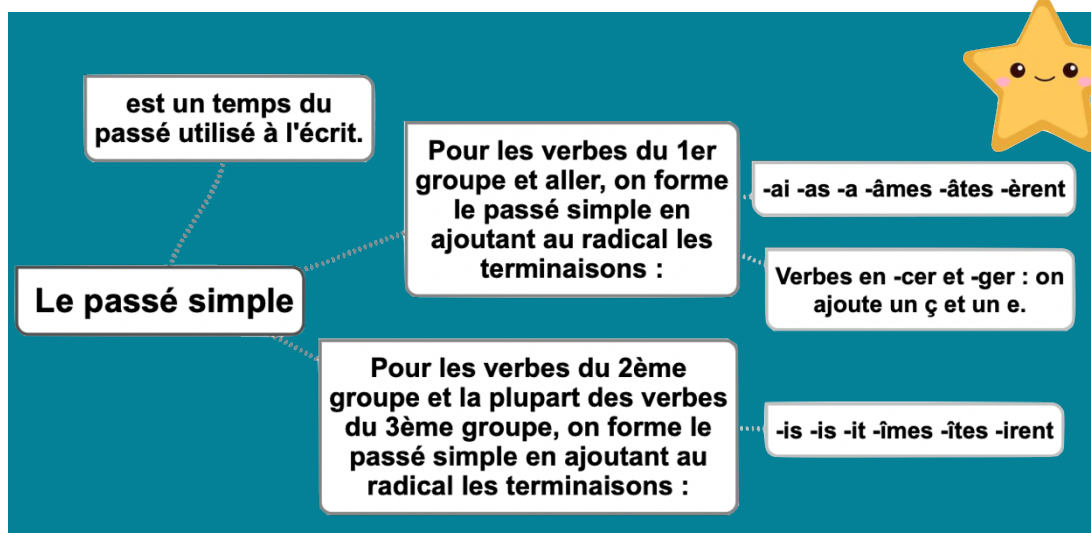 est un temps du
passé utilisé à l'écrit.
Le passé simple
Pour les verbes du 1er
groupe et aller, on forme
le passé simple en
ajoutant au radical les
terminaisons :
-ai -as -a -âmes -âtes -èrent
Verbes en -cer et -ger : on
ajoute un ç et un e.
Pour les verbes du 2ème
groupe et la plupart des verbes
du 3ème groupe, on forme le
passé simple en ajoutant au
radical les terminaisons :
-is -is -it -îmes -îtes -irent